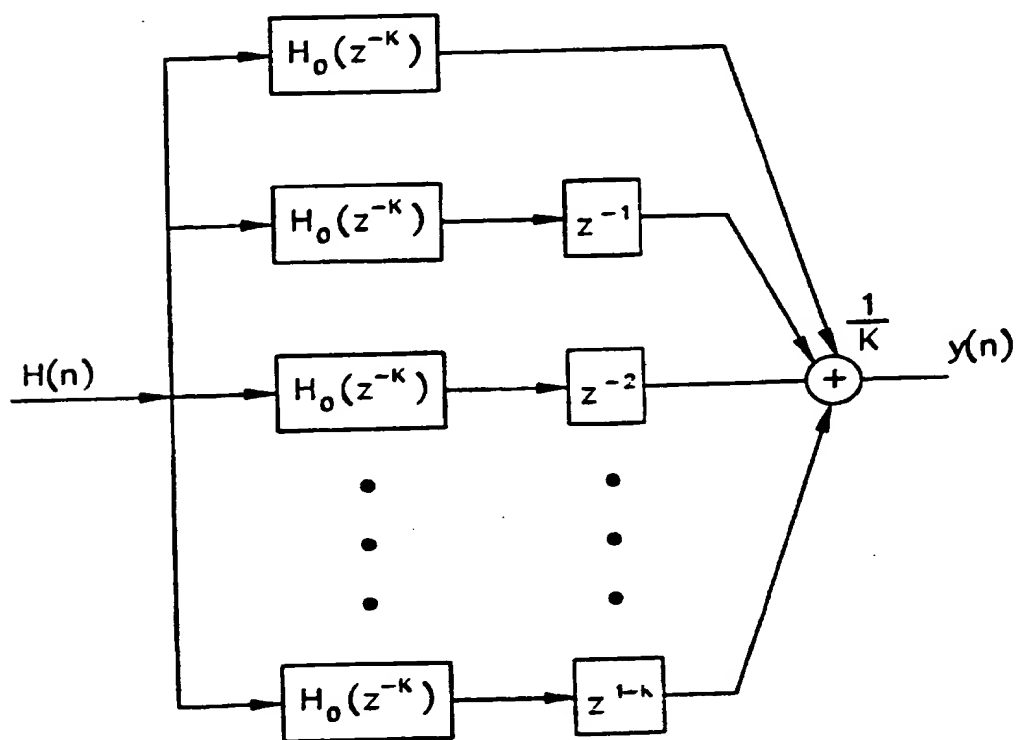 H₀(z⁻ᴷ)
H₀(z⁻ᴷ) z⁻¹
1/K
H(n) H₀(z⁻ᴷ) z⁻² + y(n)
H₀(z⁻ᴷ) z¹⁻ʰ